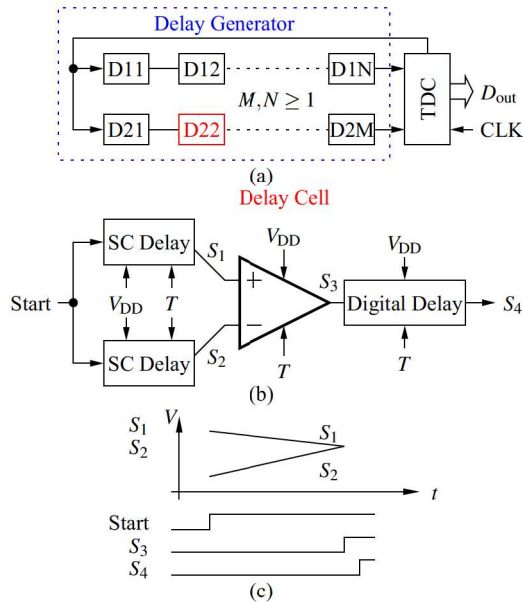 Delay Generator
D11 D12 D1N
M, N ≥ 1
TDC
D_out
CLK
D21 D22 D2M
(a)
Delay Cell
SC Delay
S_1
V_DD
V_DD
S_3
Start
V_DD
T
+
−
Digital Delay
S_4
SC Delay
S_2
T
T
(b)
S_1
V
S_1
S_2
S_2
t
Start
S_3
S_4
(c)